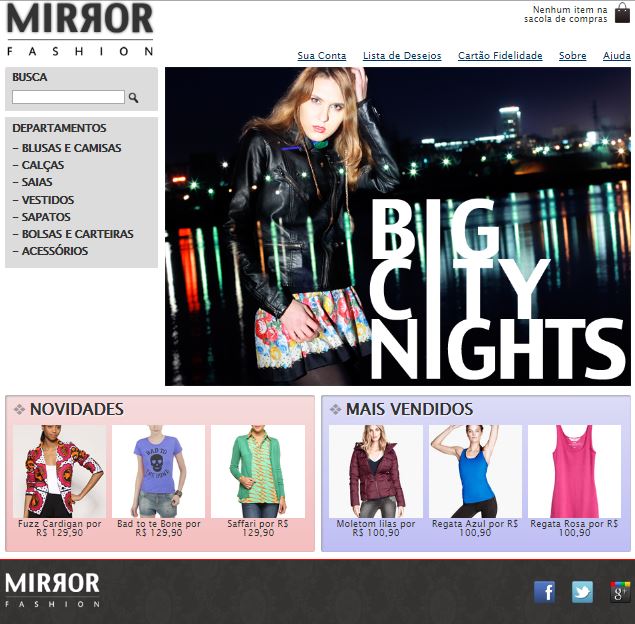 MIRЯOR
FASHION
Nenhum item na
sacola de compras
Sua Conta Lista de Desejos Cartão Fidelidade Sobre Ajuda
BUSCA
DEPARTAMENTOS
– BLUSAS E CAMISAS
– CALÇAS
– SAIAS
– VESTIDOS
– SAPATOS
– BOLSAS E CARTEIRAS
– ACESSÓRIOS
BIG
CITY
NIGHTS
NOVIDADES
BAD TO
THE BONE
Fuzz Cardigan por
R$ 129,90
Bad to te Bone por
R$ 129,90
Saffari por R$
129,90
MAIS VENDIDOS
Moletom lilas por
R$ 100,90
Regata Azul por R$
100,90
Regata Rosa por R$
100,90
MIRЯOR
FASHION
f
g+